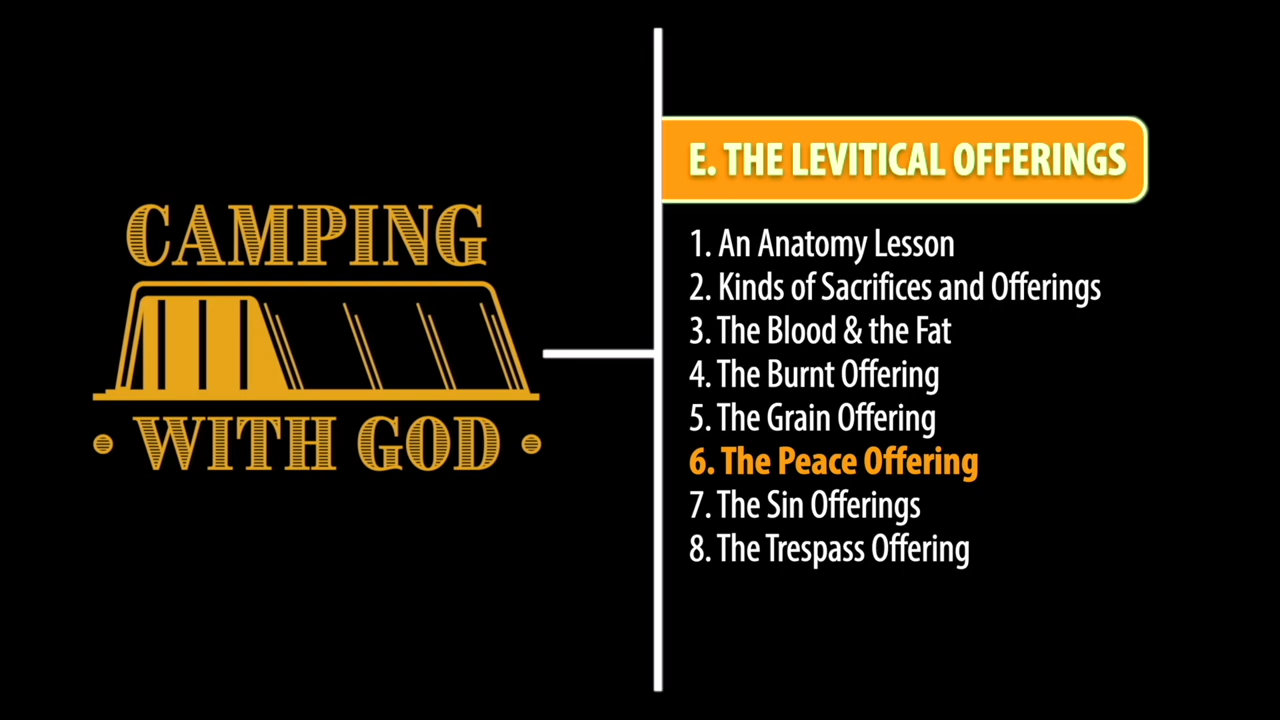 CAMPING
• WITH GOD •
E. THE LEVITICAL OFFERINGS
1. An Anatomy Lesson
2. Kinds of Sacrifices and Offerings
3. The Blood & the Fat
4. The Burnt Offering
5. The Grain Offering
6. The Peace Offering
7. The Sin Offerings
8. The Trespass Offering